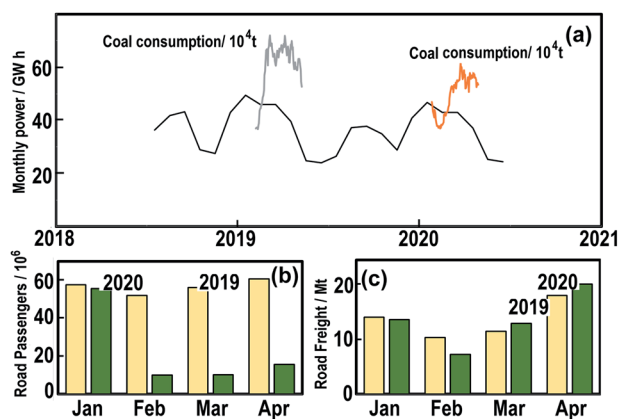 Coal consumption/ 10⁴t
Coal consumption/ 10⁴t
(a)
Monthly power / GW h
60
40
20
2018
2019
2020
2021
Road Passengers / 10⁶
60
40
20
0
2020
2019
(b)
Jan
Feb
Mar
Apr
Road Freight / Mt
20
10
0
(c)
2019
2020
Jan
Feb
Mar
Apr